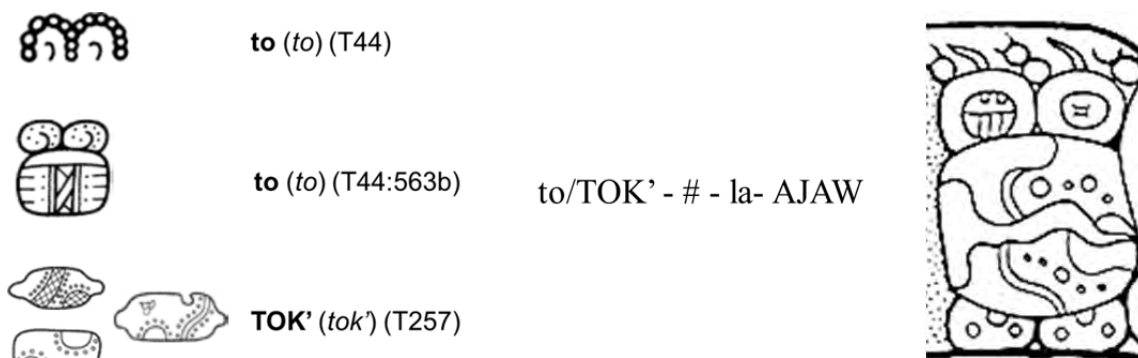 to (to) (T44)
to (to) (T44:563b)
to/TOK’ - # - la- AJAW
TOK’ (tok’) (T257)